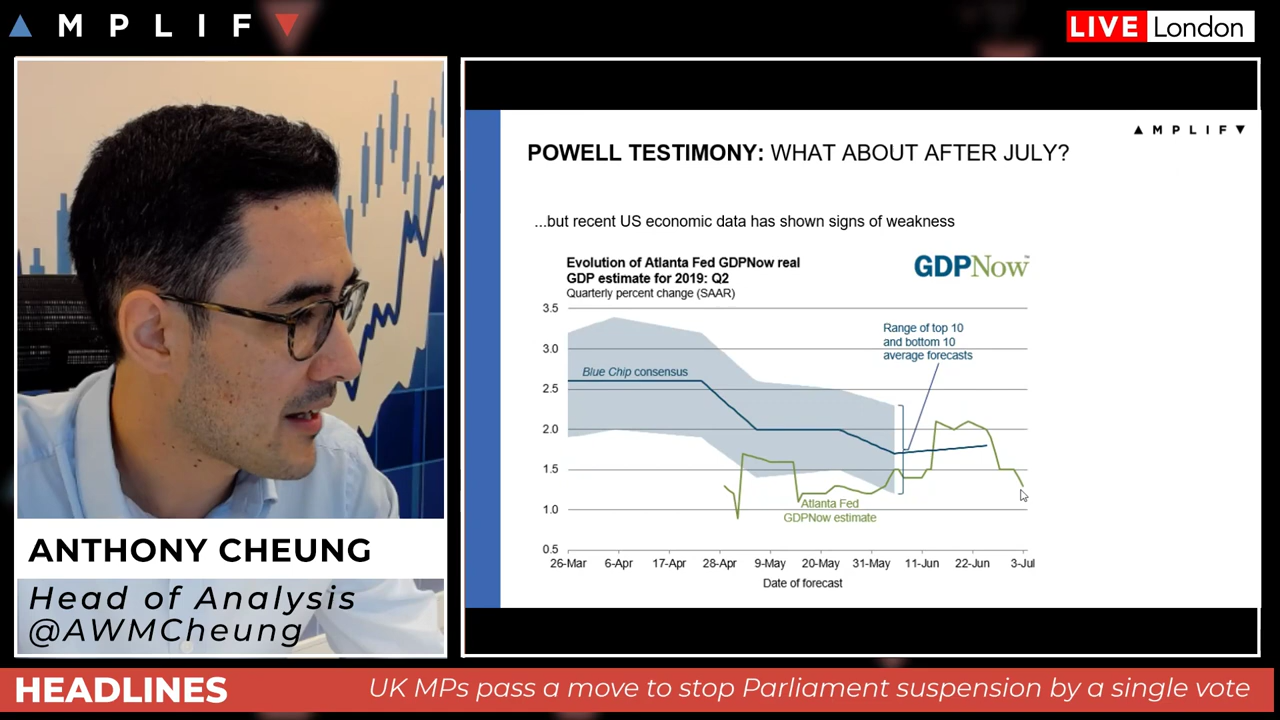 ▲ M P L I F ▼
LIVE London
▲ M P L I F ▼
POWELL TESTIMONY: WHAT ABOUT AFTER JULY?
...but recent US economic data has shown signs of weakness
Evolution of Atlanta Fed GDPNow real
GDP estimate for 2019: Q2
Quarterly percent change (SAAR)
GDPNow™
3.5
3.0
2.5
2.0
1.5
1.0
0.5
Range of top 10
and bottom 10
average forecasts
Blue Chip consensus
Atlanta Fed
GDPNow estimate
26-Mar 6-Apr 17-Apr 28-Apr 9-May 20-May 31-May 11-Jun 22-Jun 3-Jul
Date of forecast
ANTHONY CHEUNG
Head of Analysis
@AWMCheung
HEADLINES UK MPs pass a move to stop Parliament suspension by a single vote